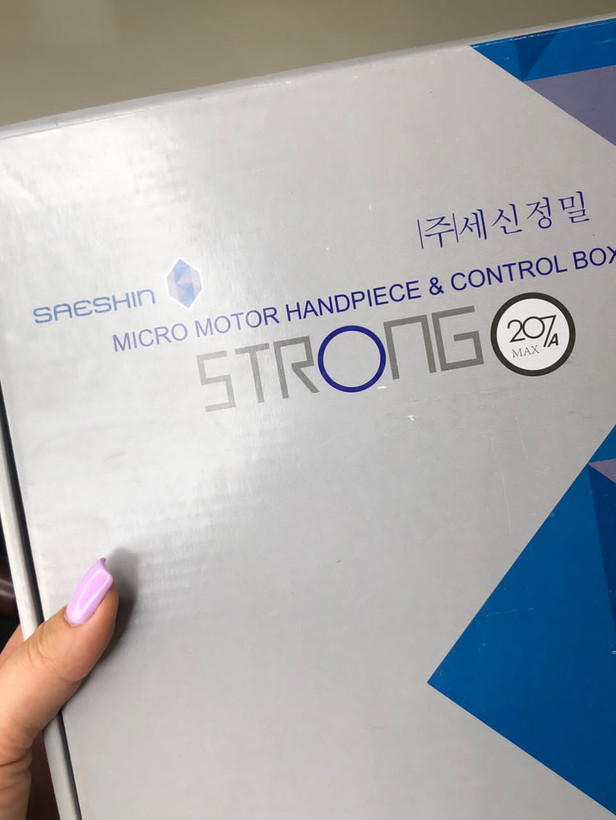 |주|세신정밀
SAESHIN
MICRO MOTOR HANDPIECE & CONTROL BOX
STRONG 207A
MAX